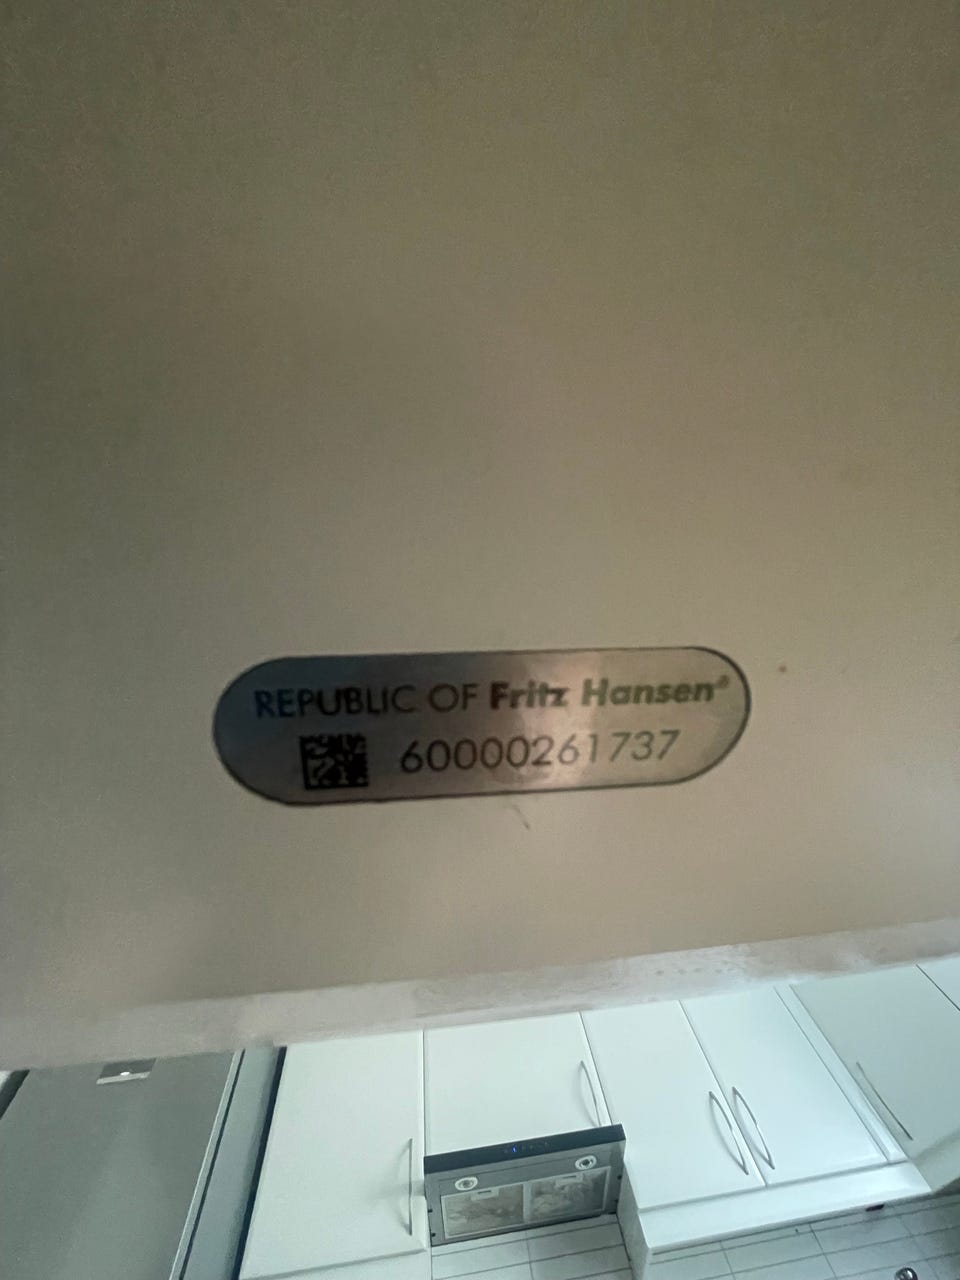 REPUBLIC OF Fritz Hansen®
60000261737